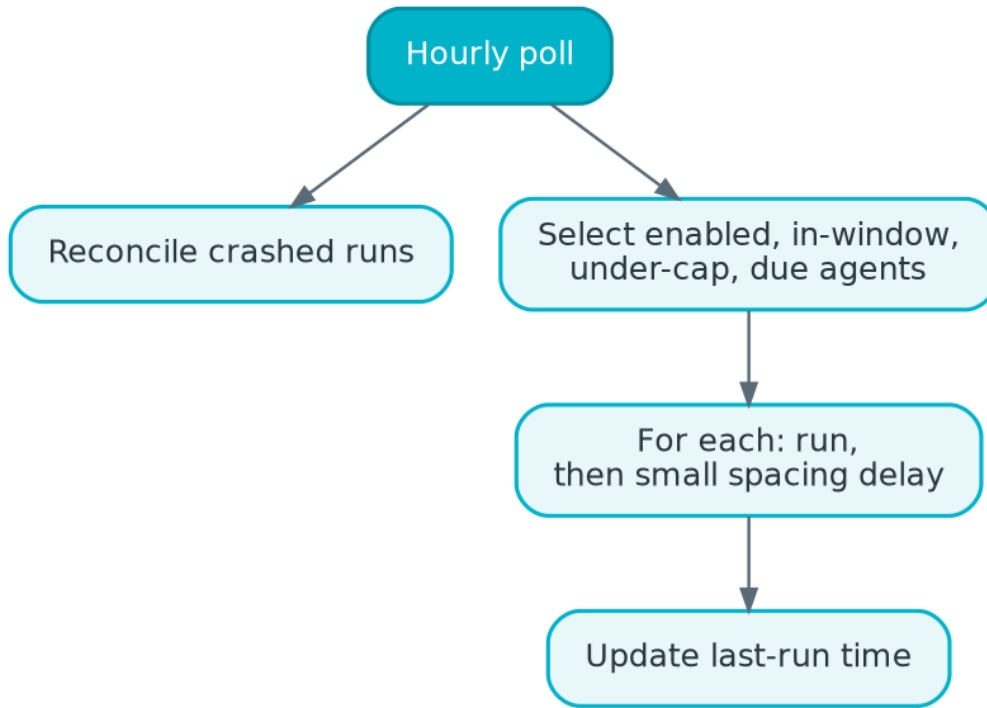 Hourly poll
Reconcile crashed runs
Select enabled, in-window,
under-cap, due agents
For each: run,
then small spacing delay
Update last-run time